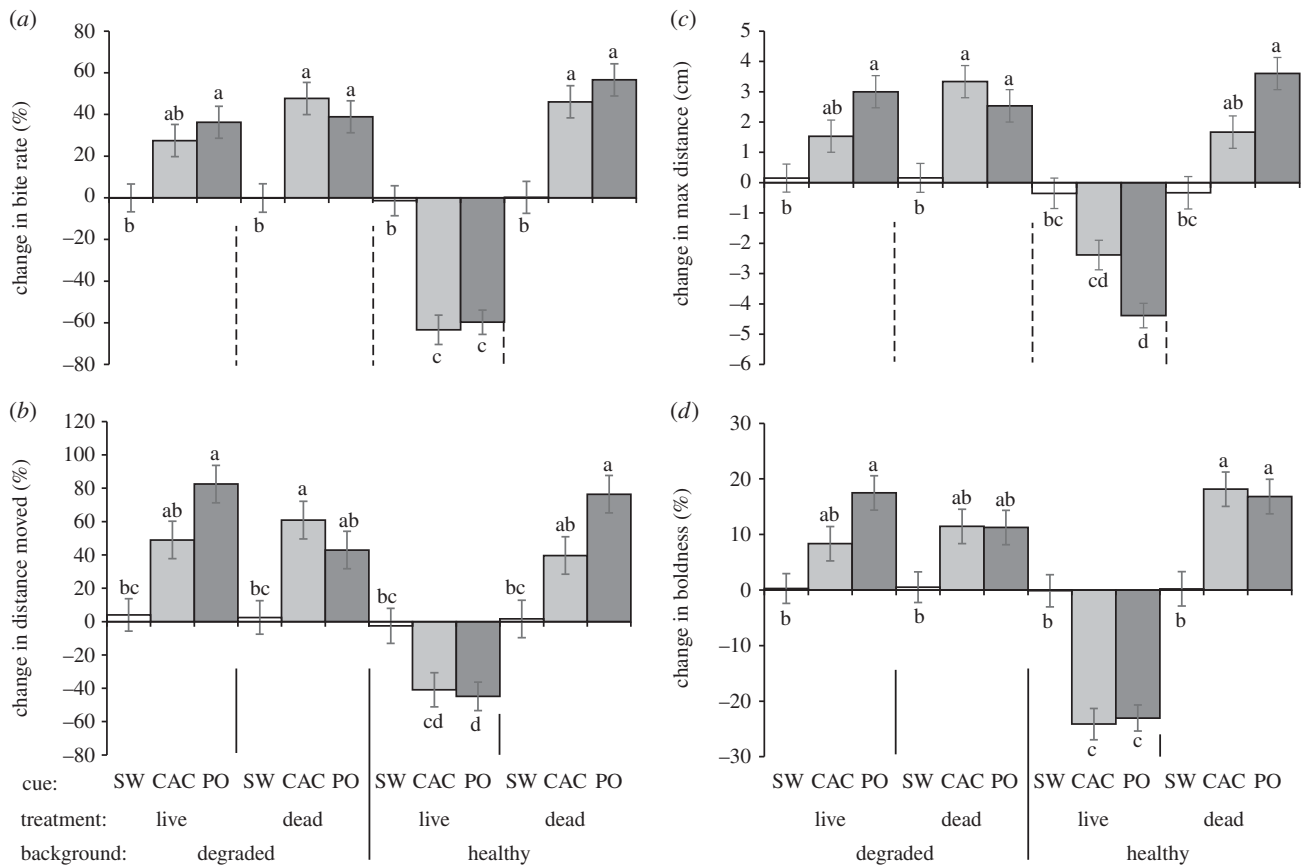 (a)
change in bite rate (%)
80
60
40
20
0
–20
–40
–60
–80
b
ab
a
b
a
a
b
c
c
b
a
a
(c)
change in max distance (cm)
5
4
3
2
1
0
–1
–2
–3
–4
–5
–6
b
ab
a
b
a
a
bc
cd
d
bc
ab
a
(b)
change in distance moved (%)
120
100
80
60
40
20
0
–20
–40
–60
–80
bc
ab
a
bc
a
ab
bc
cd
d
bc
ab
a
(d)
change in boldness (%)
30
20
10
0
–10
–20
–30
b
ab
a
b
ab
ab
b
c
c
b
a
a
cue: SW CAC PO SW CAC PO SW CAC PO SW CAC PO SW CAC PO SW CAC PO SW CAC PO SW CAC PO
treatment: live dead live dead live dead live dead
background: degraded healthy degraded healthy